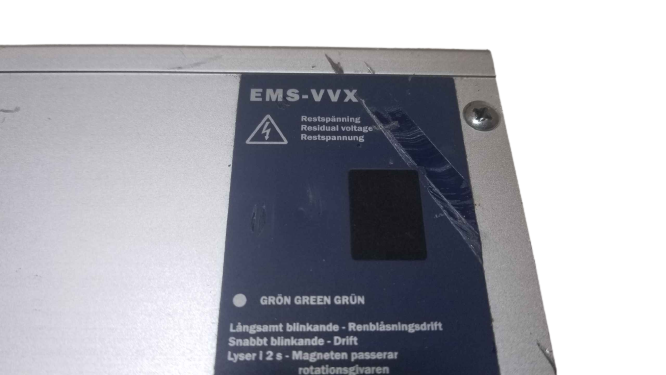 EMS-VVX
Restspänning
Residual voltage
Restspannung
GRÖN GREEN GRÜN
Långsamt blinkande - Renblåsningsdrift
Snabbt blinkande - Drift
Lyser i 2 s - Magneten passerar
rotationsgivaren